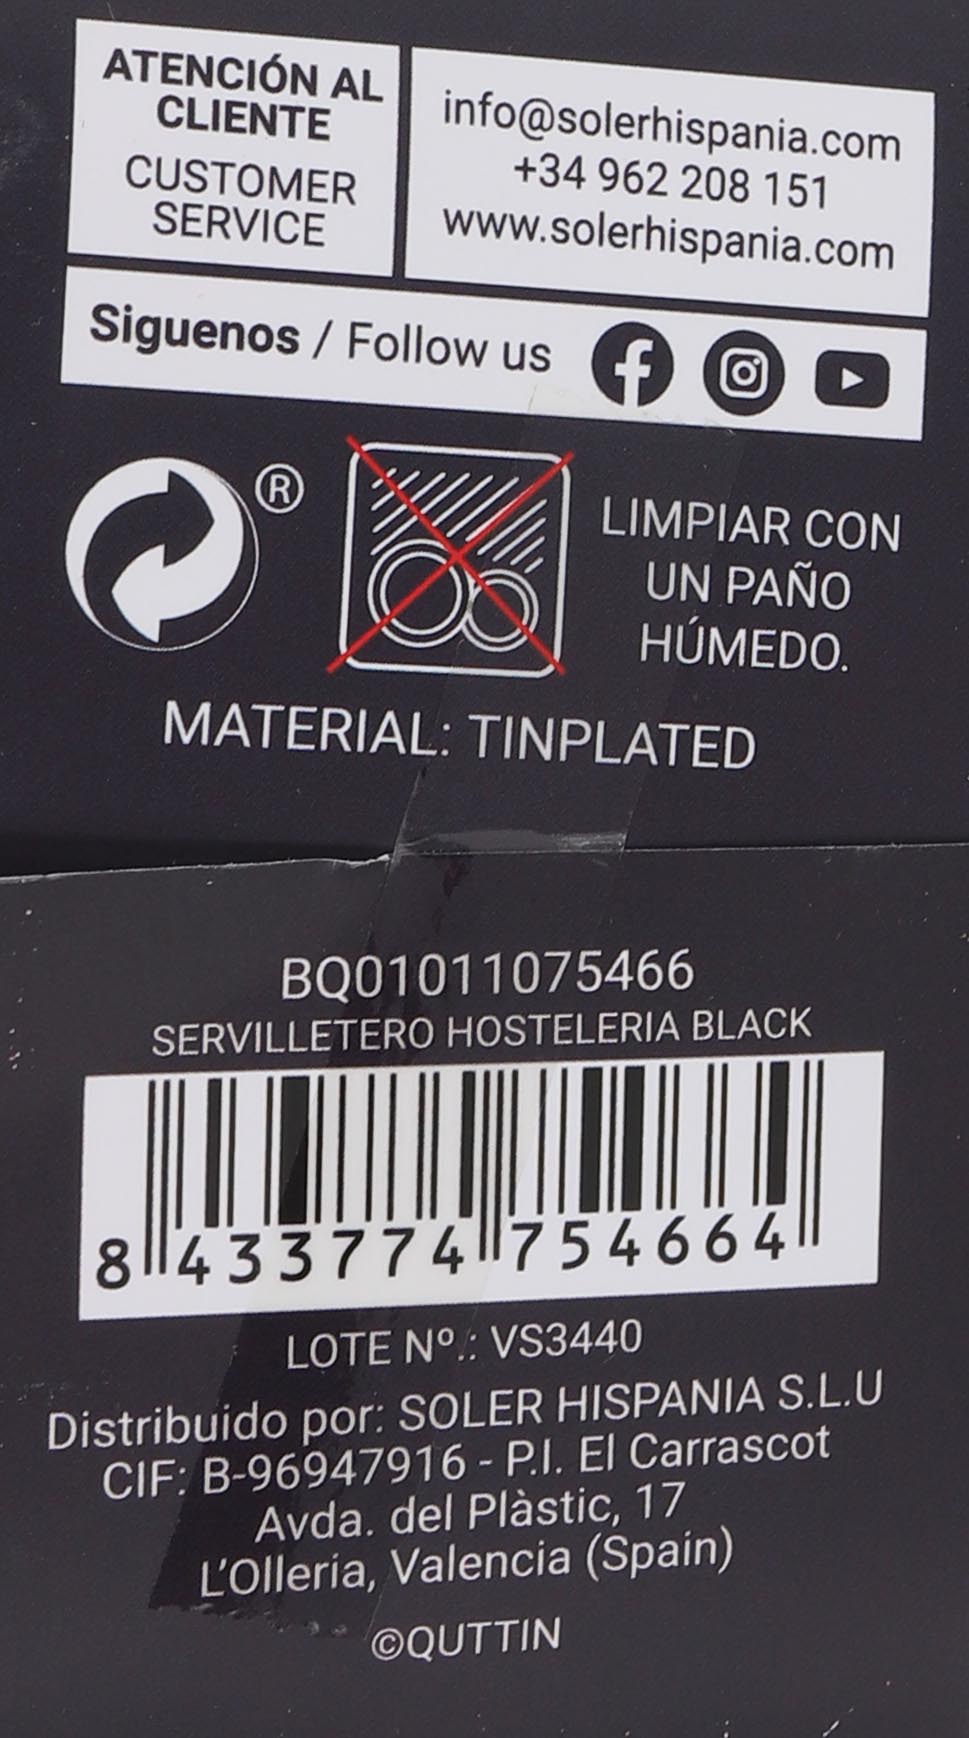 ATENCIÓN AL
CLIENTE
CUSTOMER
SERVICE
info@solerhispania.com
+34 962 208 151
www.solerhispania.com
Siguenos / Follow us
®
LIMPIAR CON
UN PAÑO
HÚMEDO.
MATERIAL: TINPLATED
BQ01011075466
SERVILLETERO HOSTELERIA BLACK
8 433774 754664
LOTE Nº.: VS3440
Distribuido por: SOLER HISPANIA S.L.U
CIF: B-96947916 - P.I. El Carrascot
Avda. del Plàstic, 17
L'Olleria, Valencia (Spain)
©QUTTIN